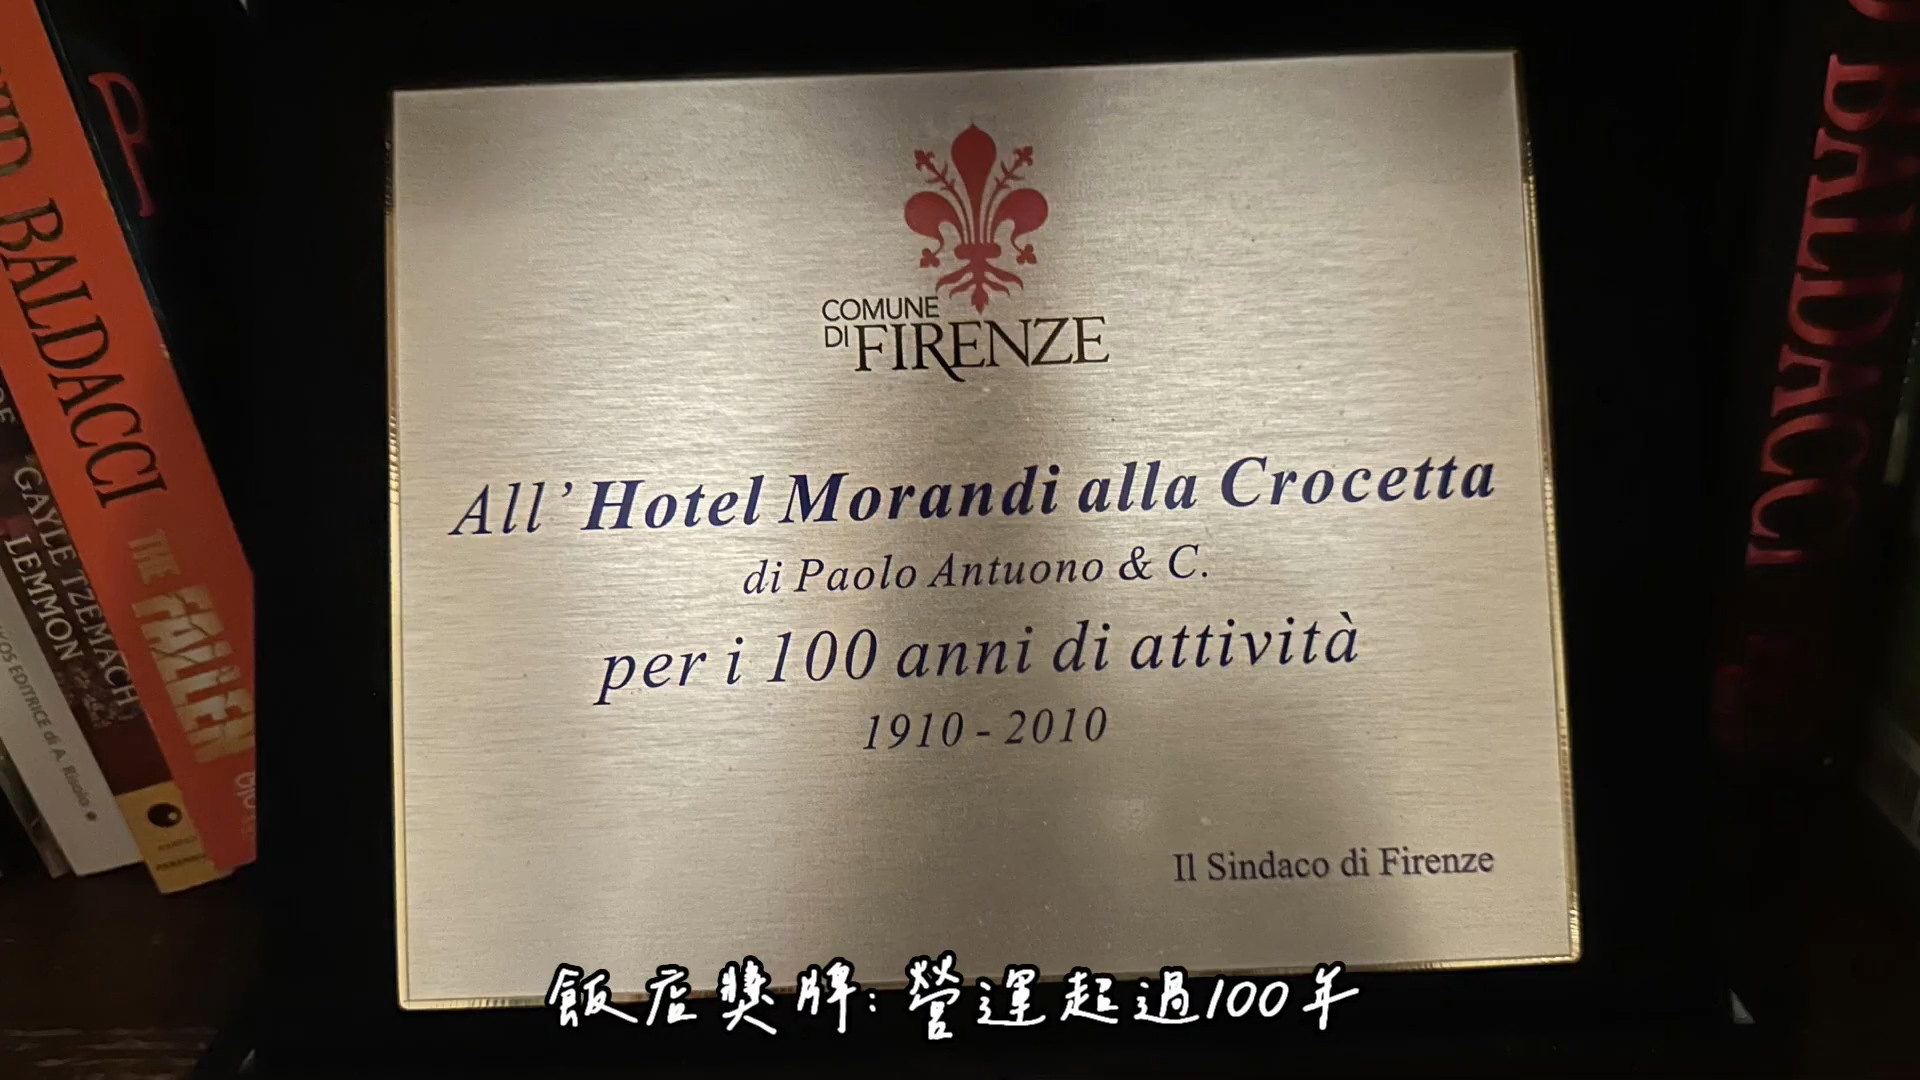 COMUNE
DI FIRENZE
All'Hotel Morandi alla Crocetta
di Paolo Antuono & C.
per i 100 anni di attività
1910 - 2010
Il Sindaco di Firenze
飯店獎牌:營運超過100年
BALDACCI
THE FALLEN
GAYLE TZEMACH
LEMMON
EDITRICE di A.
BALDACCI